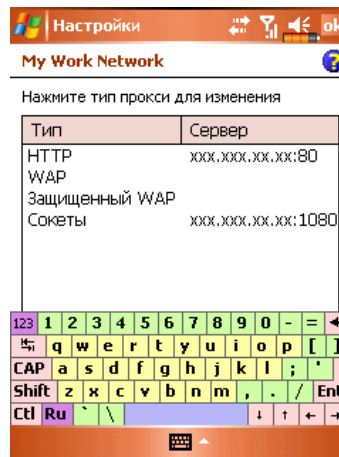 Настройки ok
My Work Network
Нажмите тип прокси для изменения
Тип Сервер
HTTP xxx.xxx.xx.xx:80
WAP
Защищенный WAP
Сокеты xxx.xxx.xx.xx:1080
123 1 2 3 4 5 6 7 8 9 0 - =
q w e r t y u i o p [ ]
CAP a s d f g h j k l ; '
Shift z x c v b n m , . / Ent
Ctl Ru ` \